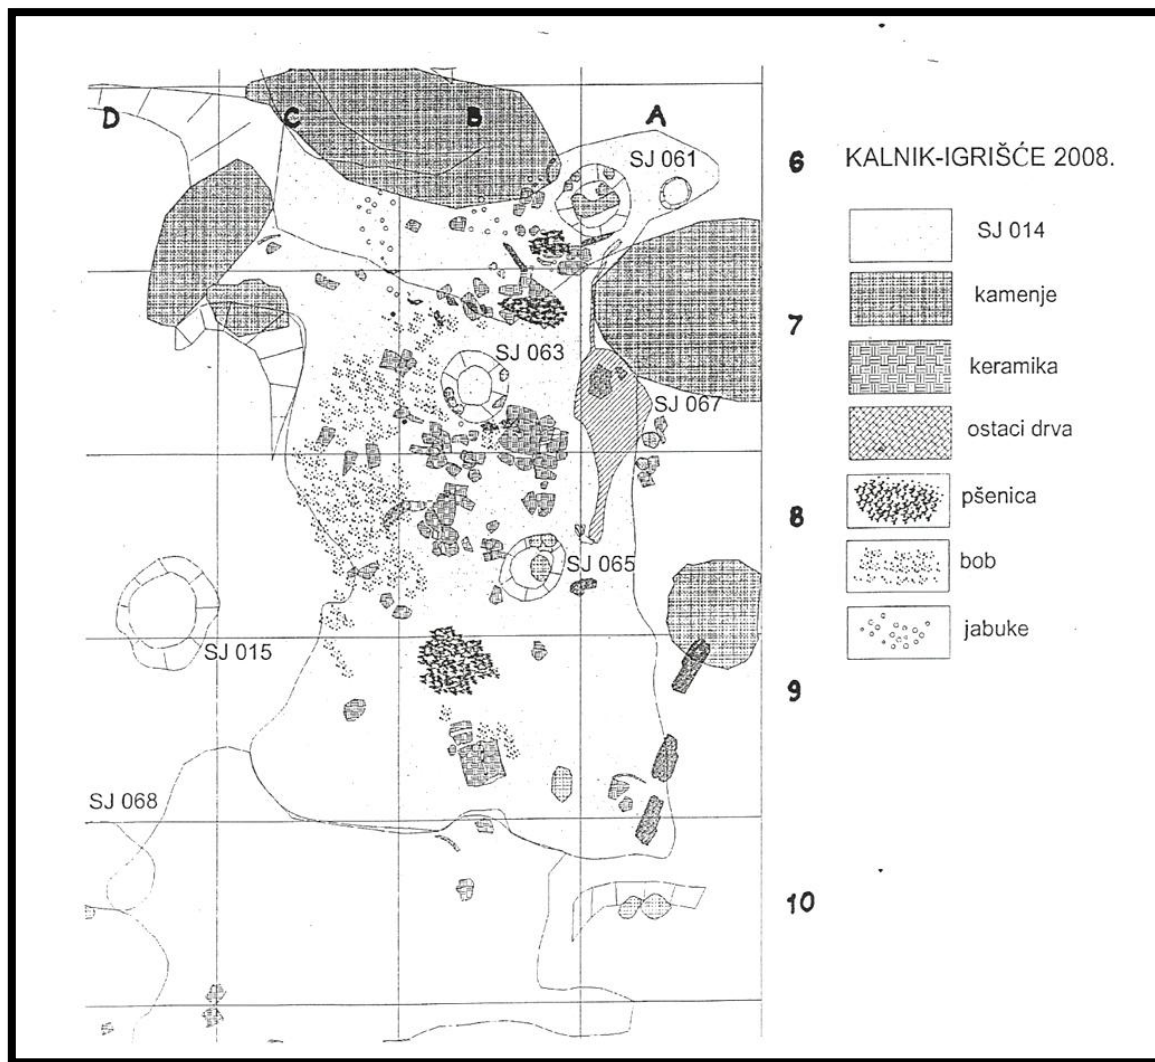 D C B A
SJ 061
6 KALNIK-IGRIŠĆE 2008.
SJ 014
kamenje
7
SJ 063
keramika
SJ 067
ostaci drva
pšenica
8
SJ 065
bob
SJ 015
jabuke
9
SJ 068
10